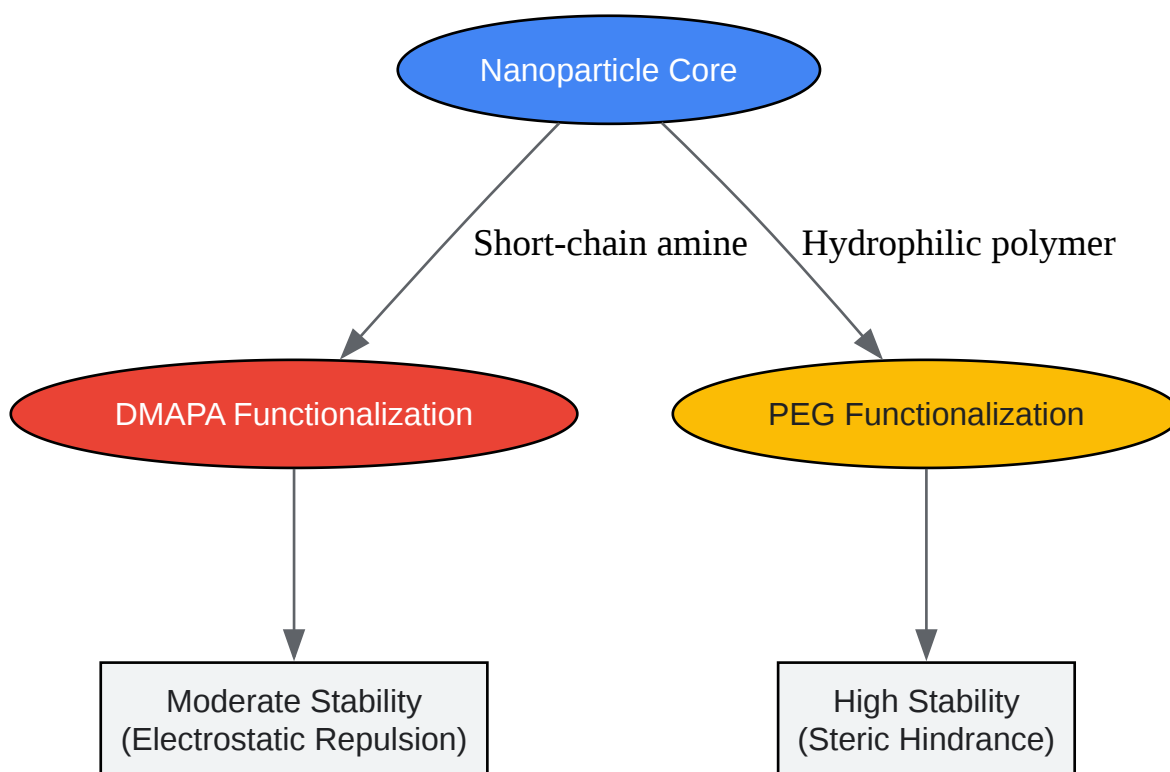 Nanoparticle Core
Short-chain amine
Hydrophilic polymer
DMAPA Functionalization
PEG Functionalization
Moderate Stability
(Electrostatic Repulsion)
High Stability
(Steric Hindrance)